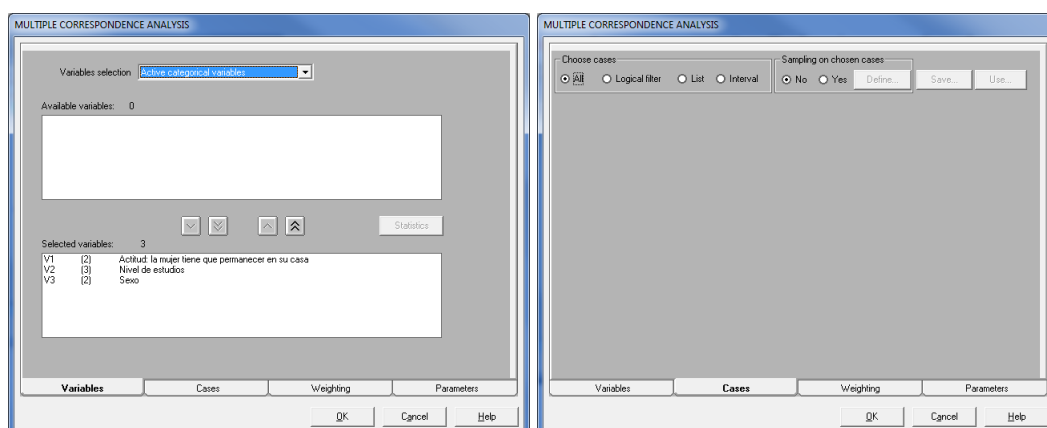 MULTIPLE CORRESPONDENCE ANALYSIS
Variables selection Active categorical variables
Available variables: 0
Statistics
Selected variables: 3
V1 (2) Actitud: la mujer tiene que permanecer en su casa
V2 (3) Nivel de estudios
V3 (2) Sexo
Variables Cases Weighting Parameters
OK Cancel Help
MULTIPLE CORRESPONDENCE ANALYSIS
Choose cases
All Logical filter List Interval
Sampling on chosen cases
No Yes Define... Save... Use...
Variables Cases Weighting Parameters
OK Cancel Help